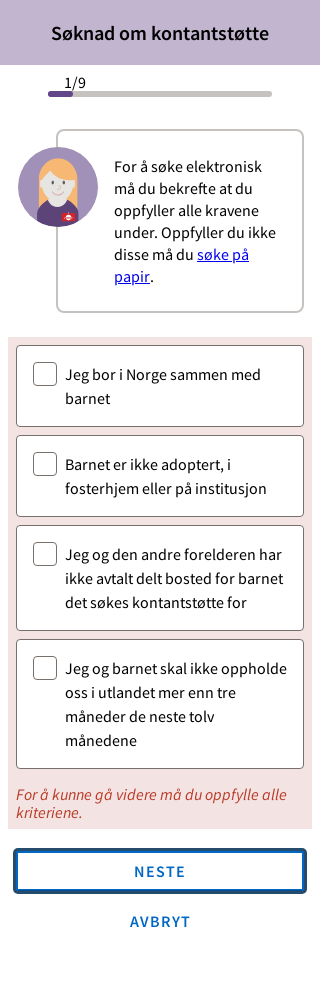 Søknad om kontantstøtte
1/9
For å søke elektronisk
må du bekrefte at du
oppfyller alle kravene
under. Oppfyller du ikke
disse må du søke på
papir.
Jeg bor i Norge sammen med
barnet
Barnet er ikke adoptert, i
fosterhjem eller på institusjon
Jeg og den andre forelderen har
ikke avtalt delt bosted for barnet
det søkes kontantstøtte for
Jeg og barnet skal ikke oppholde
oss i utlandet mer enn tre
måneder de neste tolv
månedene
For å kunne gå videre må du oppfylle alle
kriteriene.
NESTE
AVBRYT